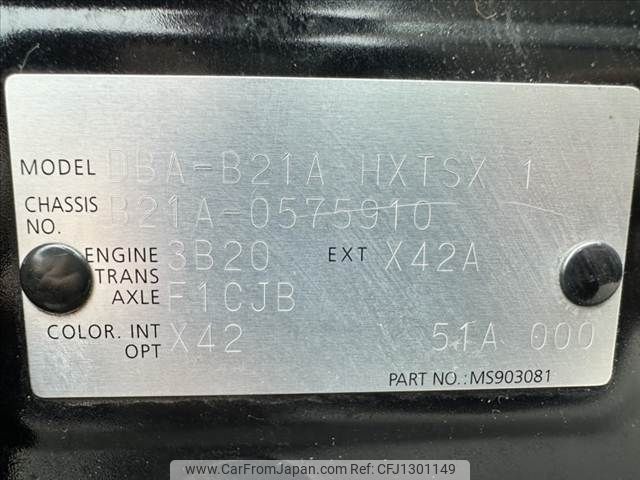 MODEL DBA-B21A HXTSX 1
CHASSIS NO. B21A-0575910
ENGINE 3B20 EXT X42A
TRANS AXLE F1CJB
COLOR. INT OPT X42 51A 000
PART NO.:MS903081
www.CarFromJapan.com - Ref No: CFJ1301149